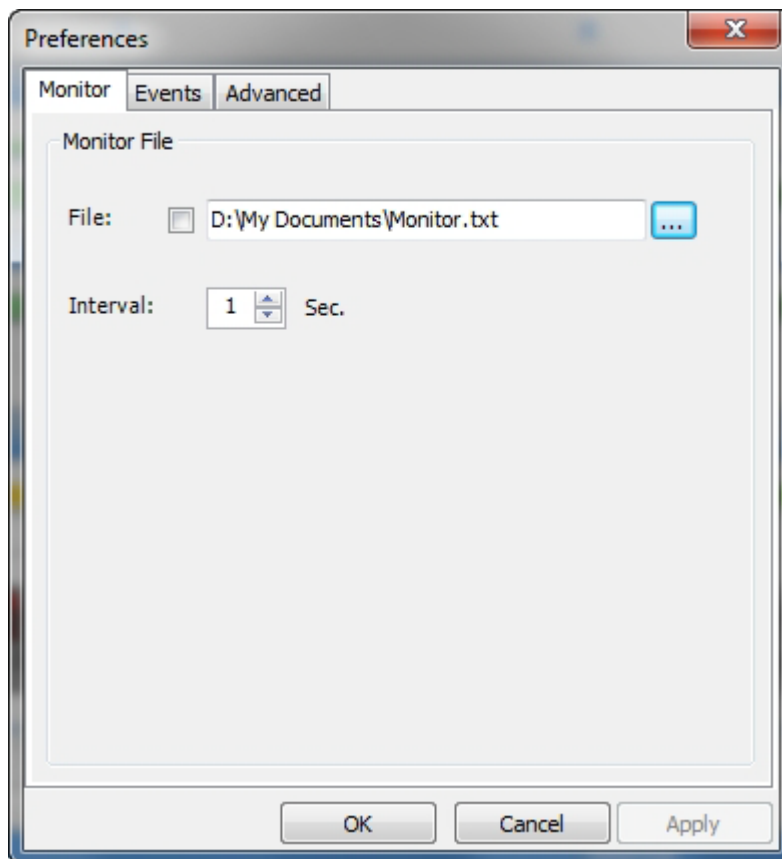 Preferences
Monitor Events Advanced
Monitor File
File: D:\My Documents\Monitor.txt ...
Interval: 1 Sec.
OK Cancel Apply